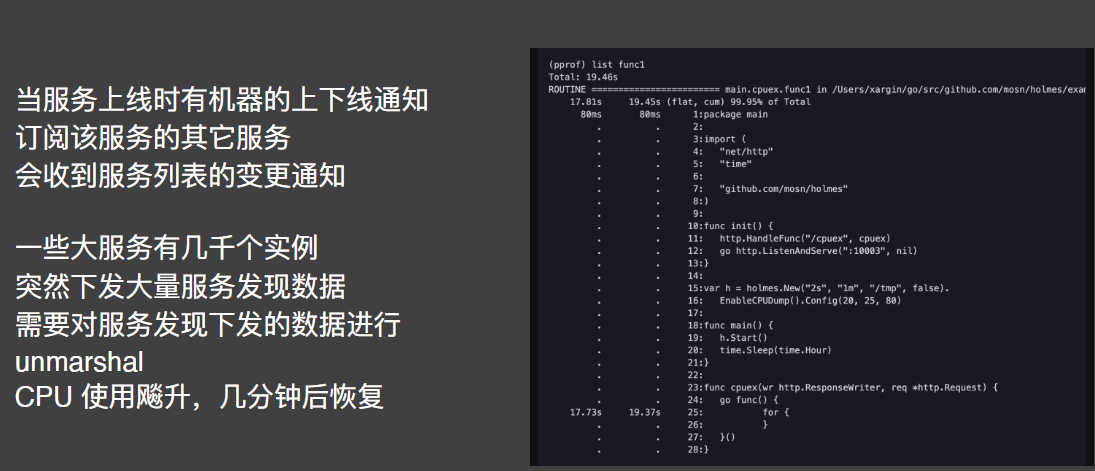 当服务上线时有机器的上下线通知
订阅该服务的其它服务
会收到服务列表的变更通知
一些大服务有几千个实例
突然下发大量服务发现数据
需要对服务发现下发的数据进行
unmarshal
CPU 使用飚升，几分钟后恢复
(pprof) list func1
Total: 19.46s
ROUTINE ======================== main.cpuex.func1 in /Users/xargin/go/src/github.com/mosn/holmes/exam
17.81s 19.45s (flat, cum) 99.95% of Total
80ms 80ms 1:package main
. . 2:
. . 3:import (
. . 4: "net/http"
. . 5: "time"
. . 6:
. . 7: "github.com/mosn/holmes"
. . 8:)
. . 9:
. . 10:func init() {
. . 11: http.HandleFunc("/cpuex", cpuex)
. . 12: go http.ListenAndServe(":10003", nil)
. . 13:}
. . 14:
. . 15:var h = holmes.New("2s", "1m", "/tmp", false).
. . 16: EnableCPUDump().Config(20, 25, 80)
. . 17:
. . 18:func main() {
. . 19: h.Start()
. . 20: time.Sleep(time.Hour)
. . 21:}
. . 22:
. . 23:func cpuex(wr http.ResponseWriter, req *http.Request) {
. . 24: go func() {
17.73s 19.37s 25: for {
. . 26: }
. . 27: }()
. . 28:}